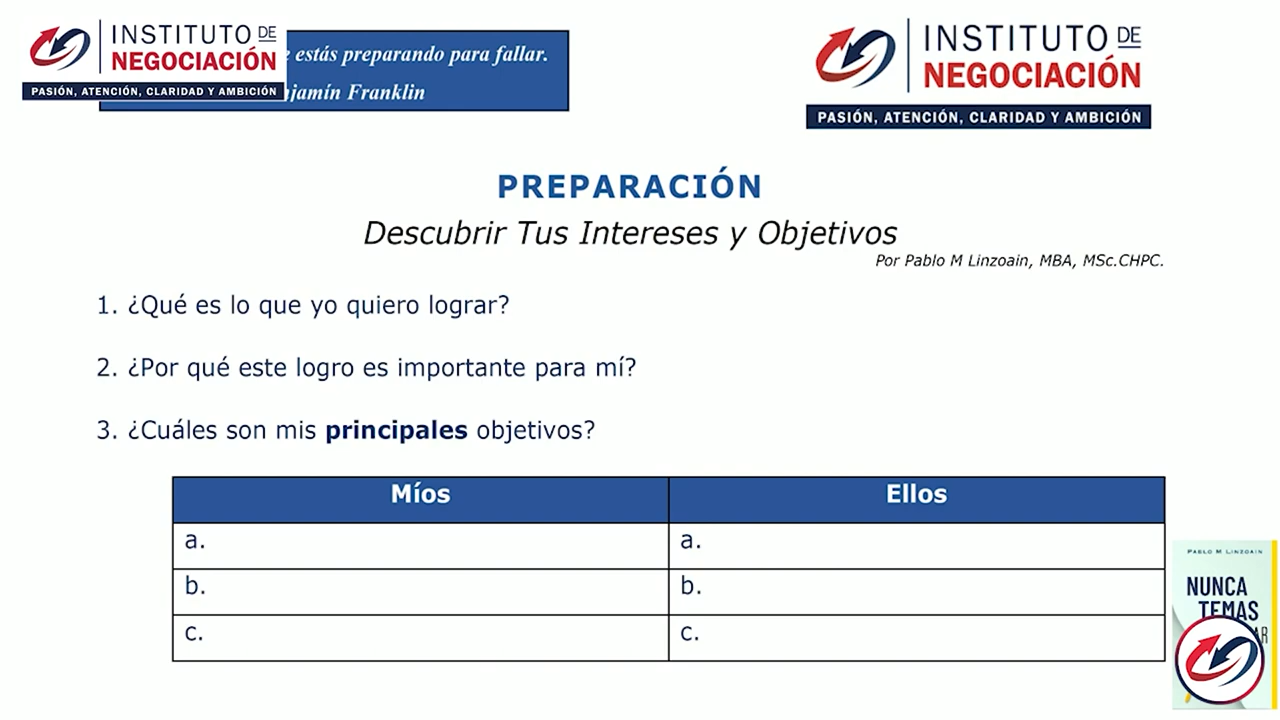 INSTITUTO DE
NEGOCIACIÓN
PASIÓN, ATENCIÓN, CLARIDAD Y AMBICIÓN
estás preparando para fallar.
Franklin
INSTITUTO DE
NEGOCIACIÓN
PASIÓN, ATENCIÓN, CLARIDAD Y AMBICIÓN
PREPARACIÓN
Descubrir Tus Intereses y Objetivos
Por Pablo M Linzoain, MBA, MSc.CHPC.
1. ¿Qué es lo que yo quiero lograr?
2. ¿Por qué este logro es importante para mí?
3. ¿Cuáles son mis principales objetivos?
Míos Ellos
a. a.
b. b.
c. c.
PABLO M LINZOAIN
NUNCA
TEMAS